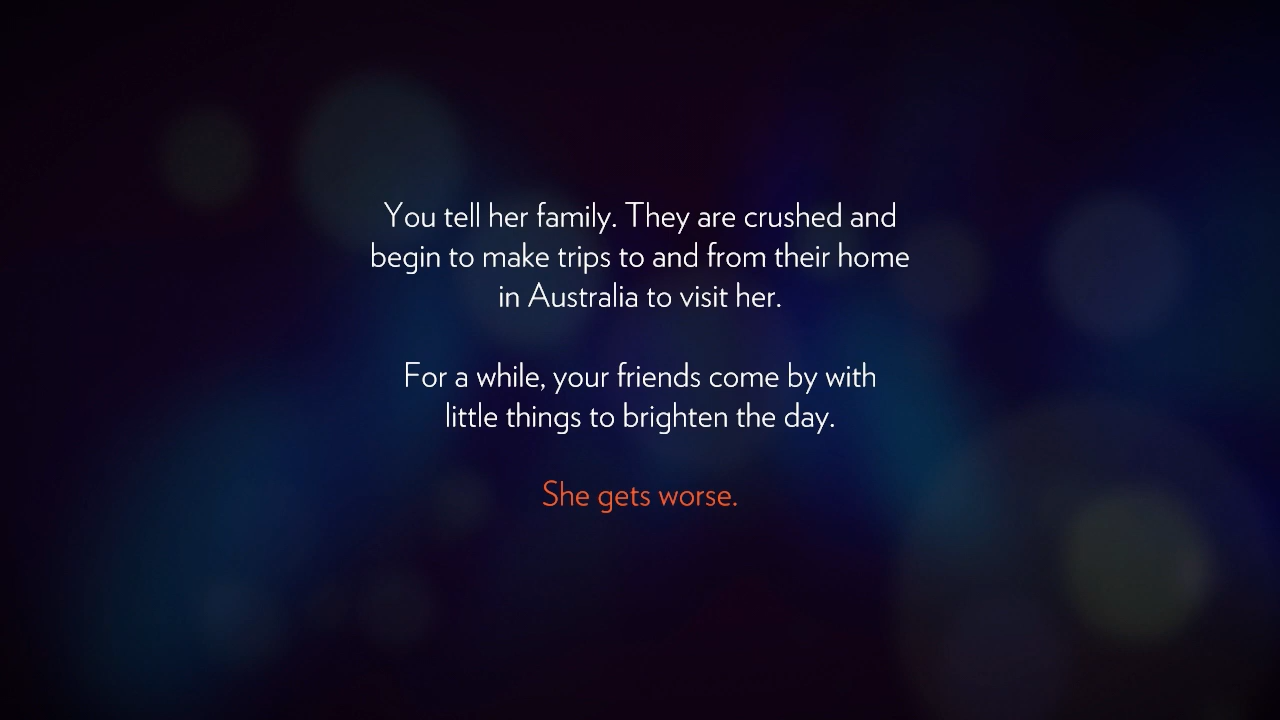 You tell her family. They are crushed and
begin to make trips to and from their home
in Australia to visit her.
For a while, your friends come by with
little things to brighten the day.
She gets worse.